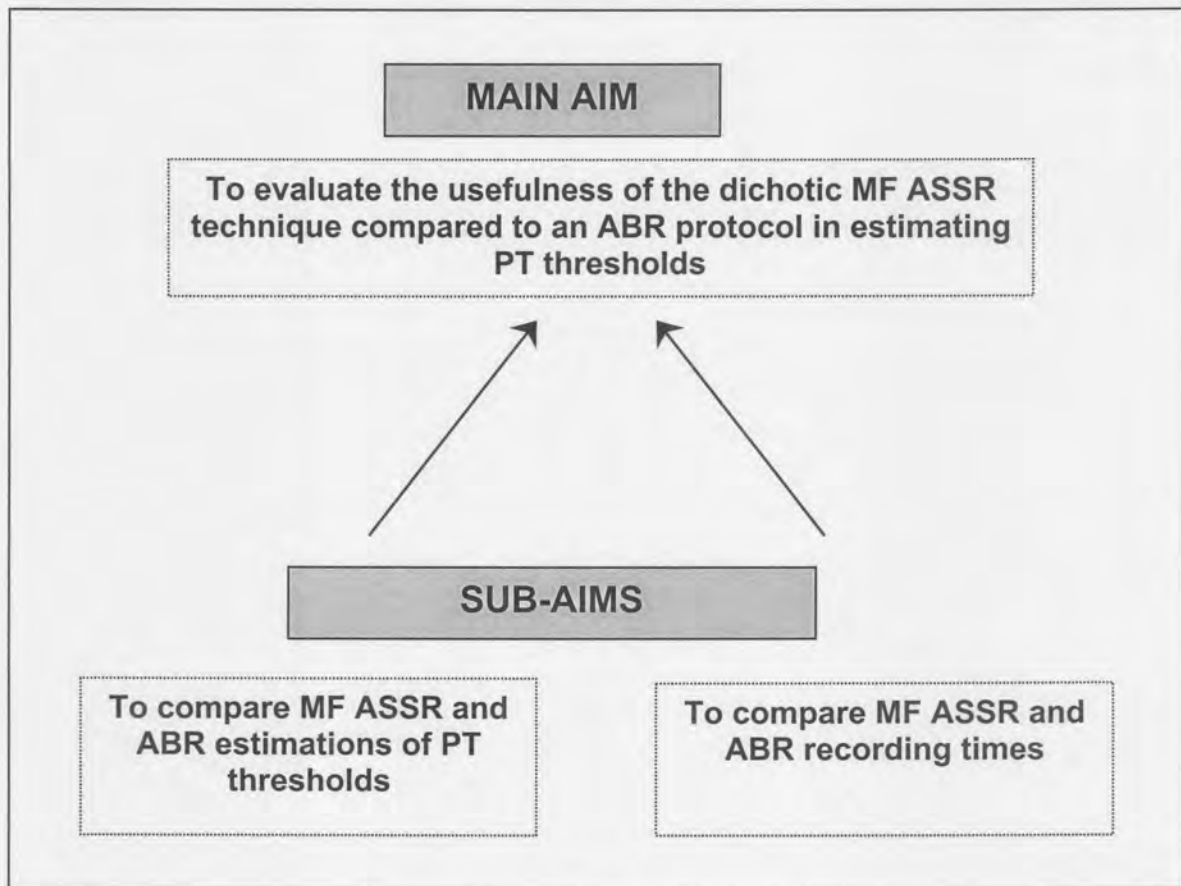 MAIN AIM
To evaluate the usefulness of the dichotic MF ASSR
technique compared to an ABR protocol in estimating
PT thresholds
SUB-AIMS
To compare MF ASSR and
ABR estimations of PT
thresholds
To compare MF ASSR and
ABR recording times